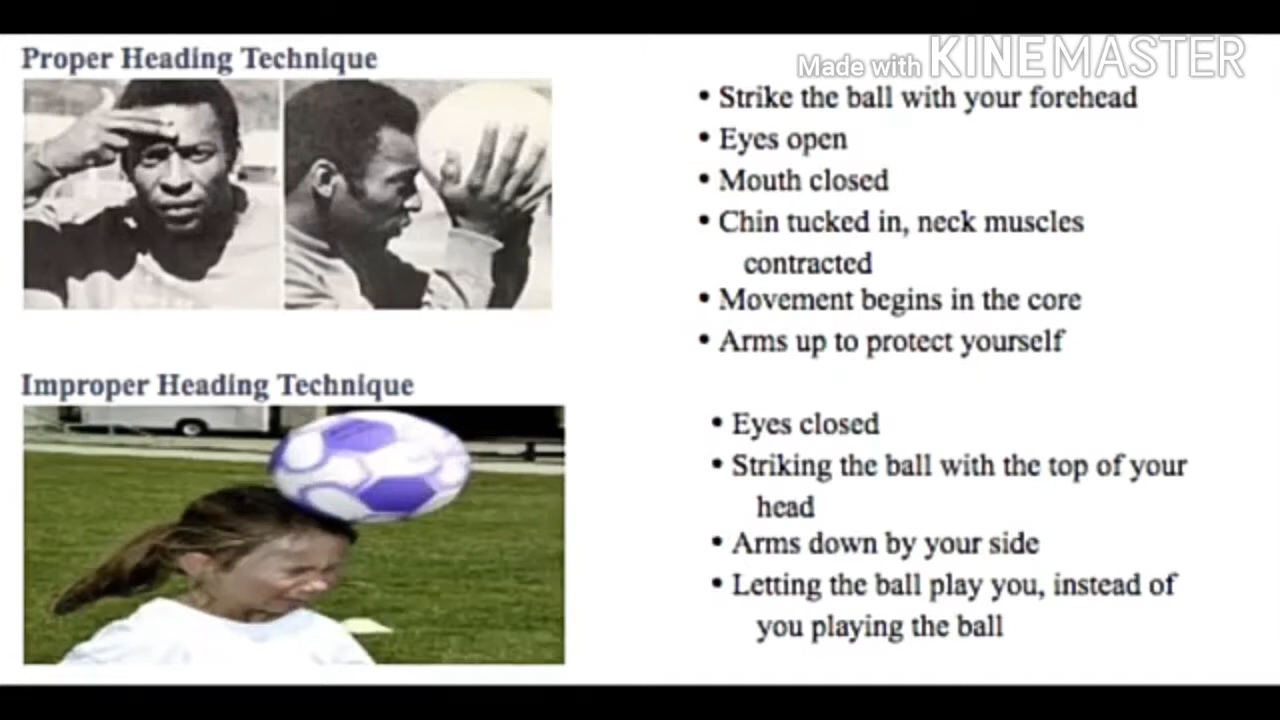 Made with KINEMASTER
Proper Heading Technique
• Strike the ball with your forehead
• Eyes open
• Mouth closed
• Chin tucked in, neck muscles
contracted
• Movement begins in the core
• Arms up to protect yourself
Improper Heading Technique
• Eyes closed
• Striking the ball with the top of your
head
• Arms down by your side
• Letting the ball play you, instead of
you playing the ball